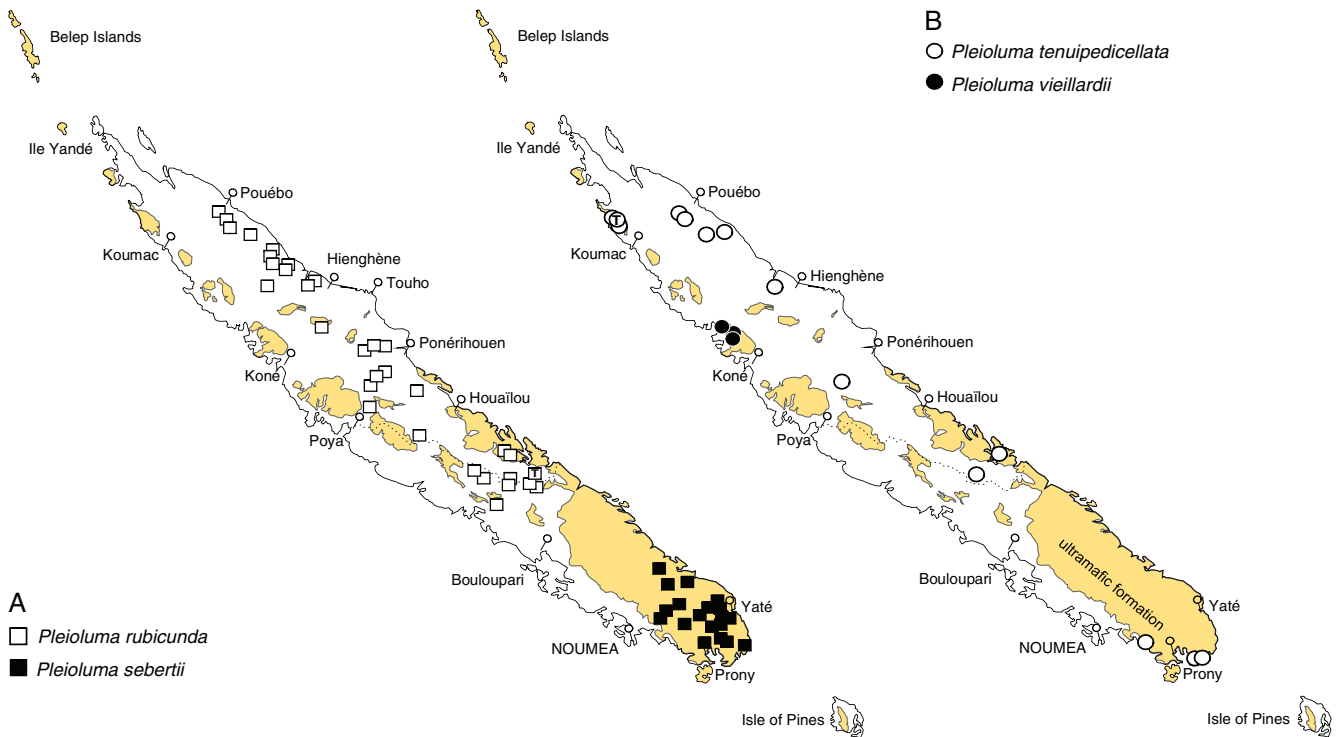 Belep Islands
Ile Yandé
Pouébo
Koumac
Hienghène
Touho
Ponérihouen
Koné
Houaïlou
Poya
T
Bouloupari
Yaté
NOUMEA
Prony
Isle of Pines
A
Pleioluma rubicunda
Pleioluma sebertii
B
Pleioluma tenuipedicellata
Pleioluma vieillardii
Belep Islands
Ile Yandé
Pouébo
T
Koumac
Hienghène
Ponérihouen
Koné
Houaïlou
Poya
ultramafic formation
Bouloupari
Yaté
NOUMEA
Prony
Isle of Pines